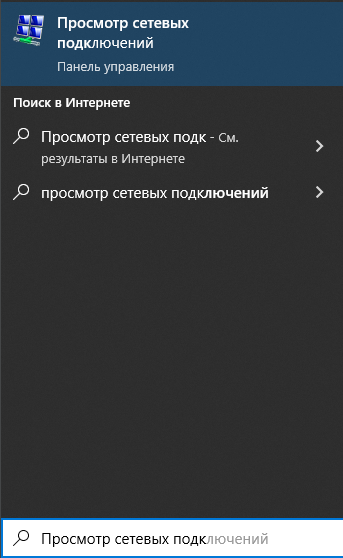 Просмотр сетевых
подключений
Панель управления
Поиск в Интернете
Просмотр сетевых подк - См.
результаты в Интернете
просмотр сетевых подключений
Просмотр сетевых подключений